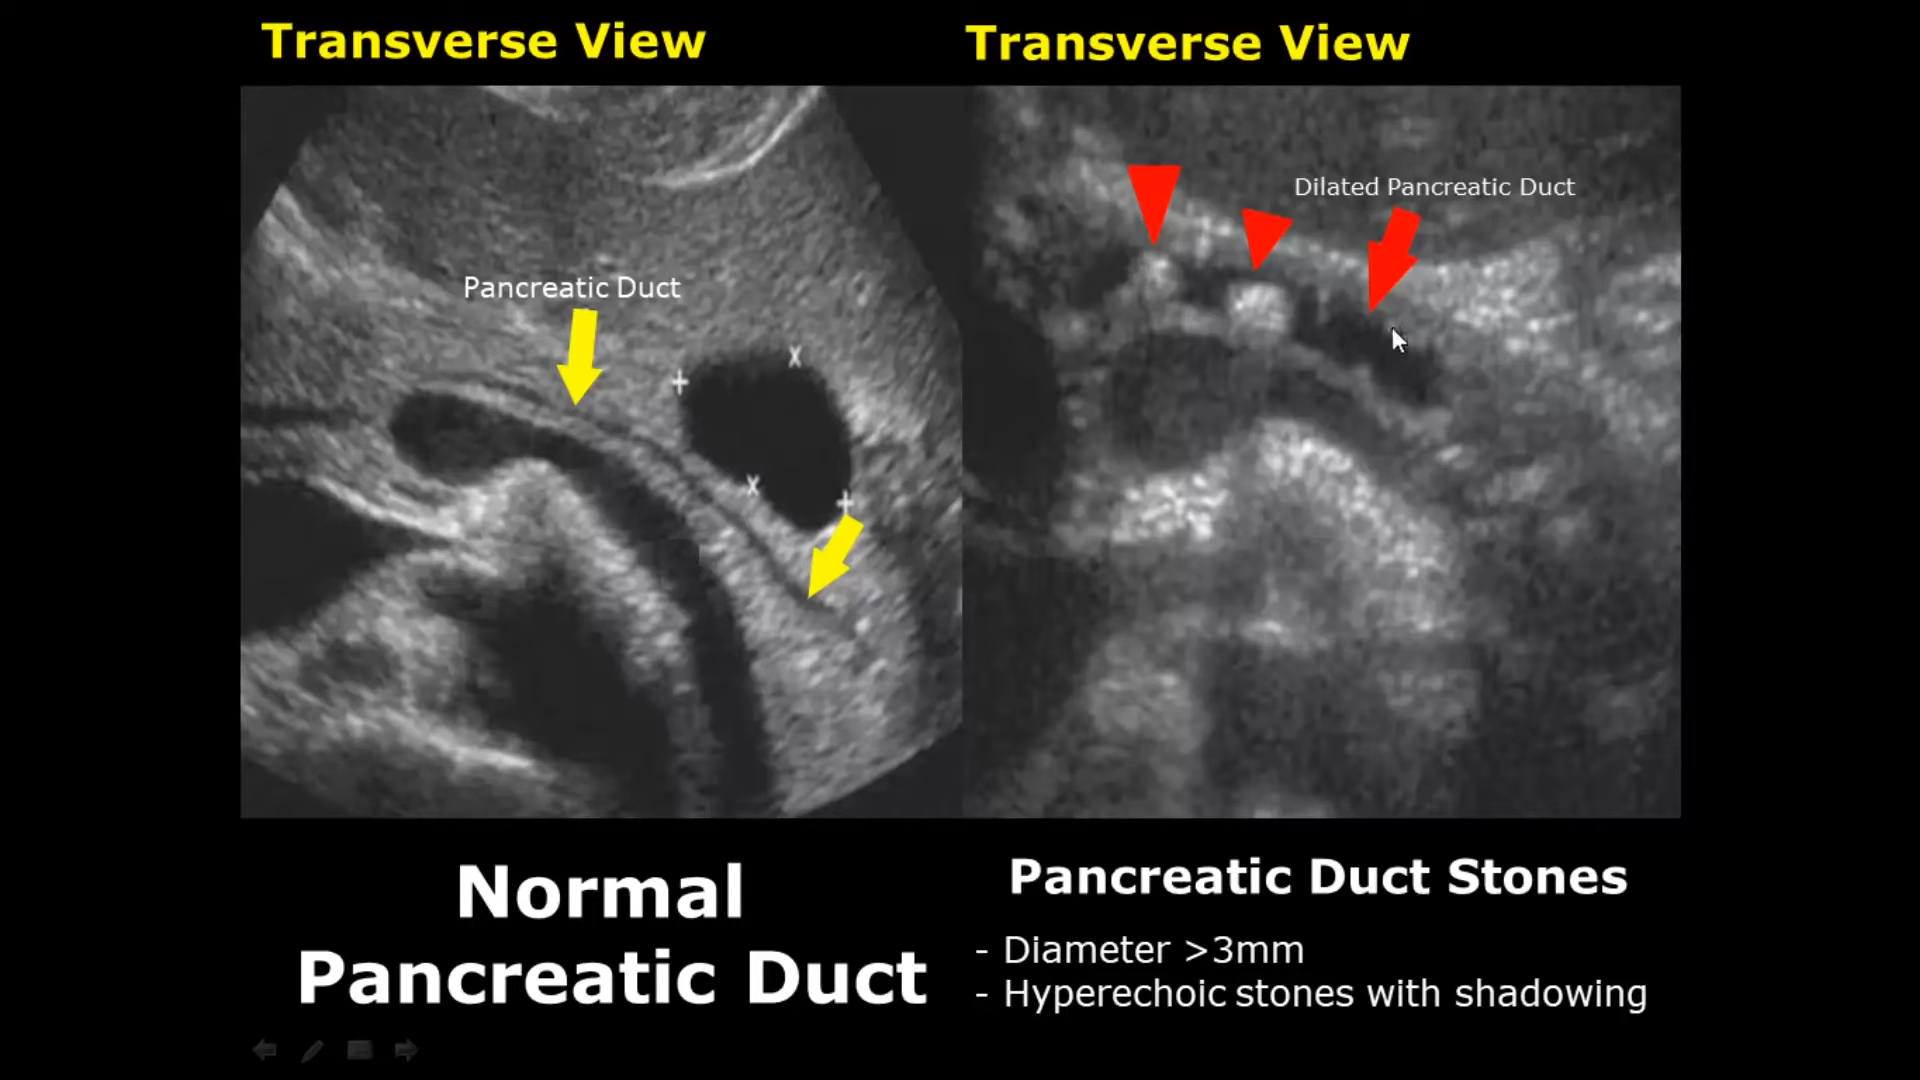 Transverse View
Pancreatic Duct
Normal
Pancreatic Duct
Transverse View
Dilated Pancreatic Duct
Pancreatic Duct Stones
- Diameter >3mm
- Hyperechoic stones with shadowing